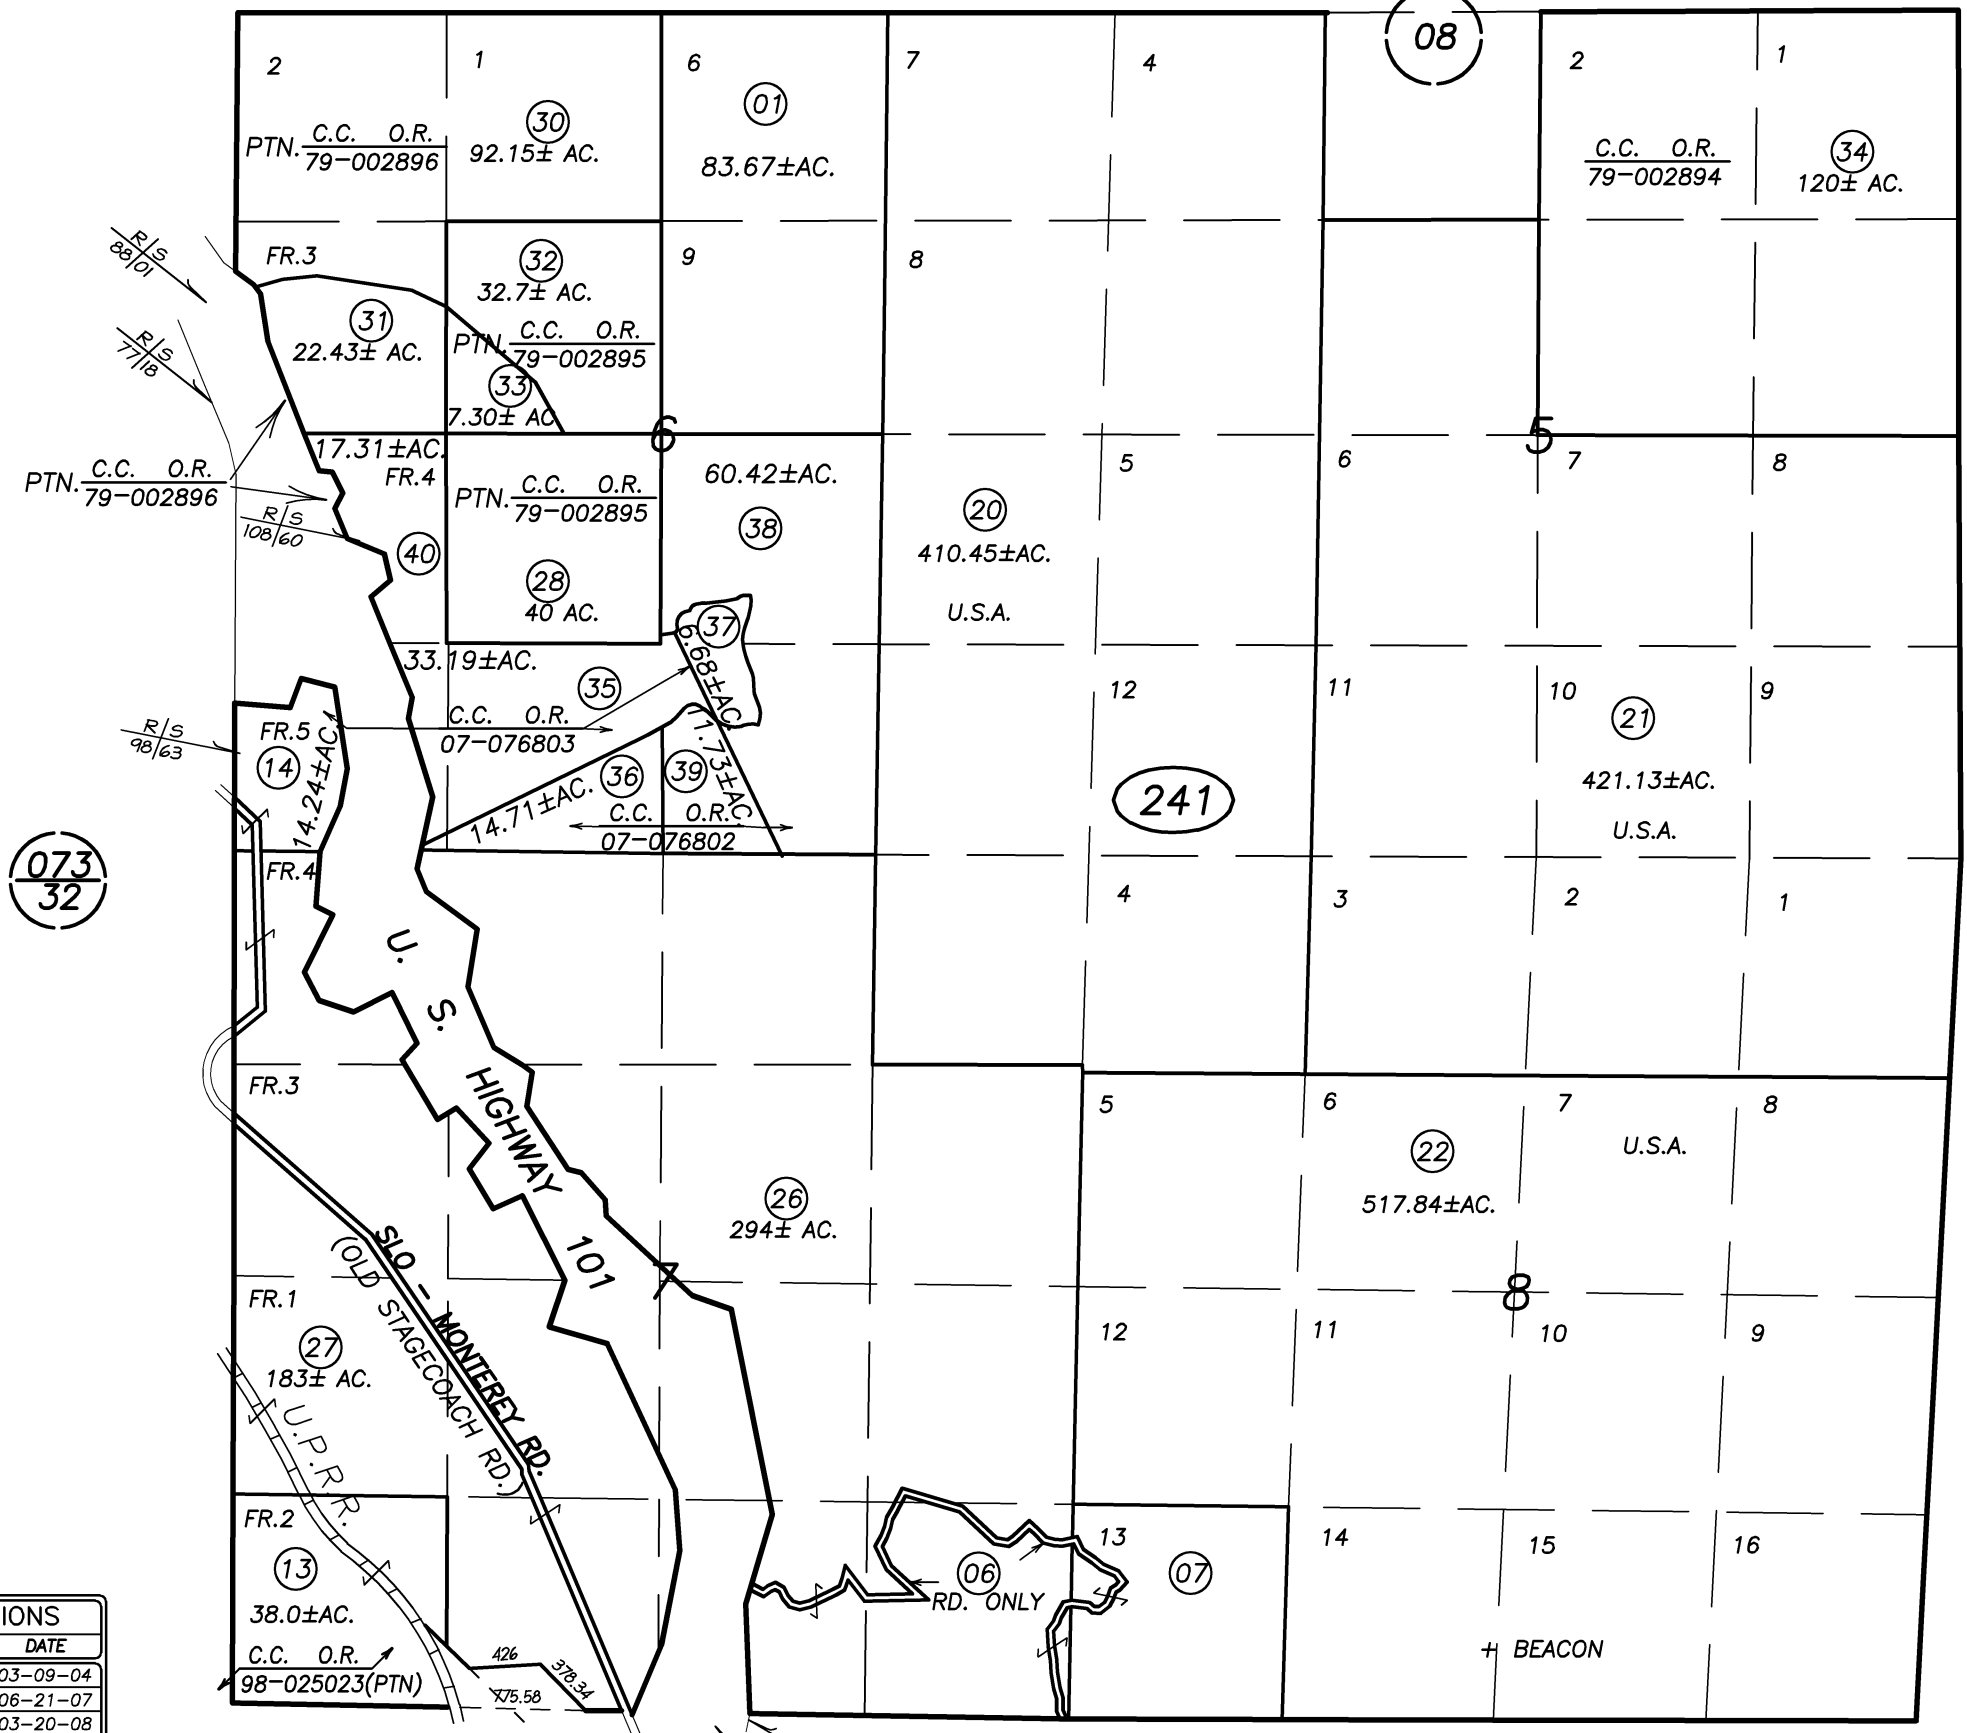 08
2
1
6
7
4
2
1
30
92.15± AC.
01
83.67±AC.
PTN. C.C. O.R.
79-002896
C.C. O.R.
79-002894
34
120± AC.
R/S
88/01
FR.3
32
32.7± AC.
9
8
31
22.43± AC.
PTN. C.C. O.R.
79-002895
R/S
77/18
33
7.30± AC
6
5
17.31±AC.
FR.4
60.42±AC.
5
6
7
8
PTN. C.C. O.R.
79-002896
PTN. C.C. O.R.
79-002895
R/S
108/60
38
20
410.45±AC.
U.S.A.
40
28
40 AC.
37
6.68±AC.
33.19±AC.
35
12
11
10
9
C.C. O.R.
07-076803
R/S
98/63
FR.5
14
14.24±AC.
21
421.13±AC.
U.S.A.
36
39
11.73±AC.
14.71±AC.
C.C. O.R.
07-076802
241
073
32
FR.4
4
3
2
1
U. S. HIGHWAY 101
FR.3
5
6
7
8
22
517.84±AC.
U.S.A.
26
294± AC.
SLO - MONTEREY RD.
(OLD STAGECOACH RD.)
7
8
FR.1
27
183± AC.
12
11
10
9
U.P.R.R.
FR.2
13
38.0±AC.
C.C. O.R.
98-025023(PTN)
13
14
15
16
06
RD. ONLY
07
BEACON
426
378.34
775.58
IONS
DATE
03-09-04
06-21-07
03-20-08